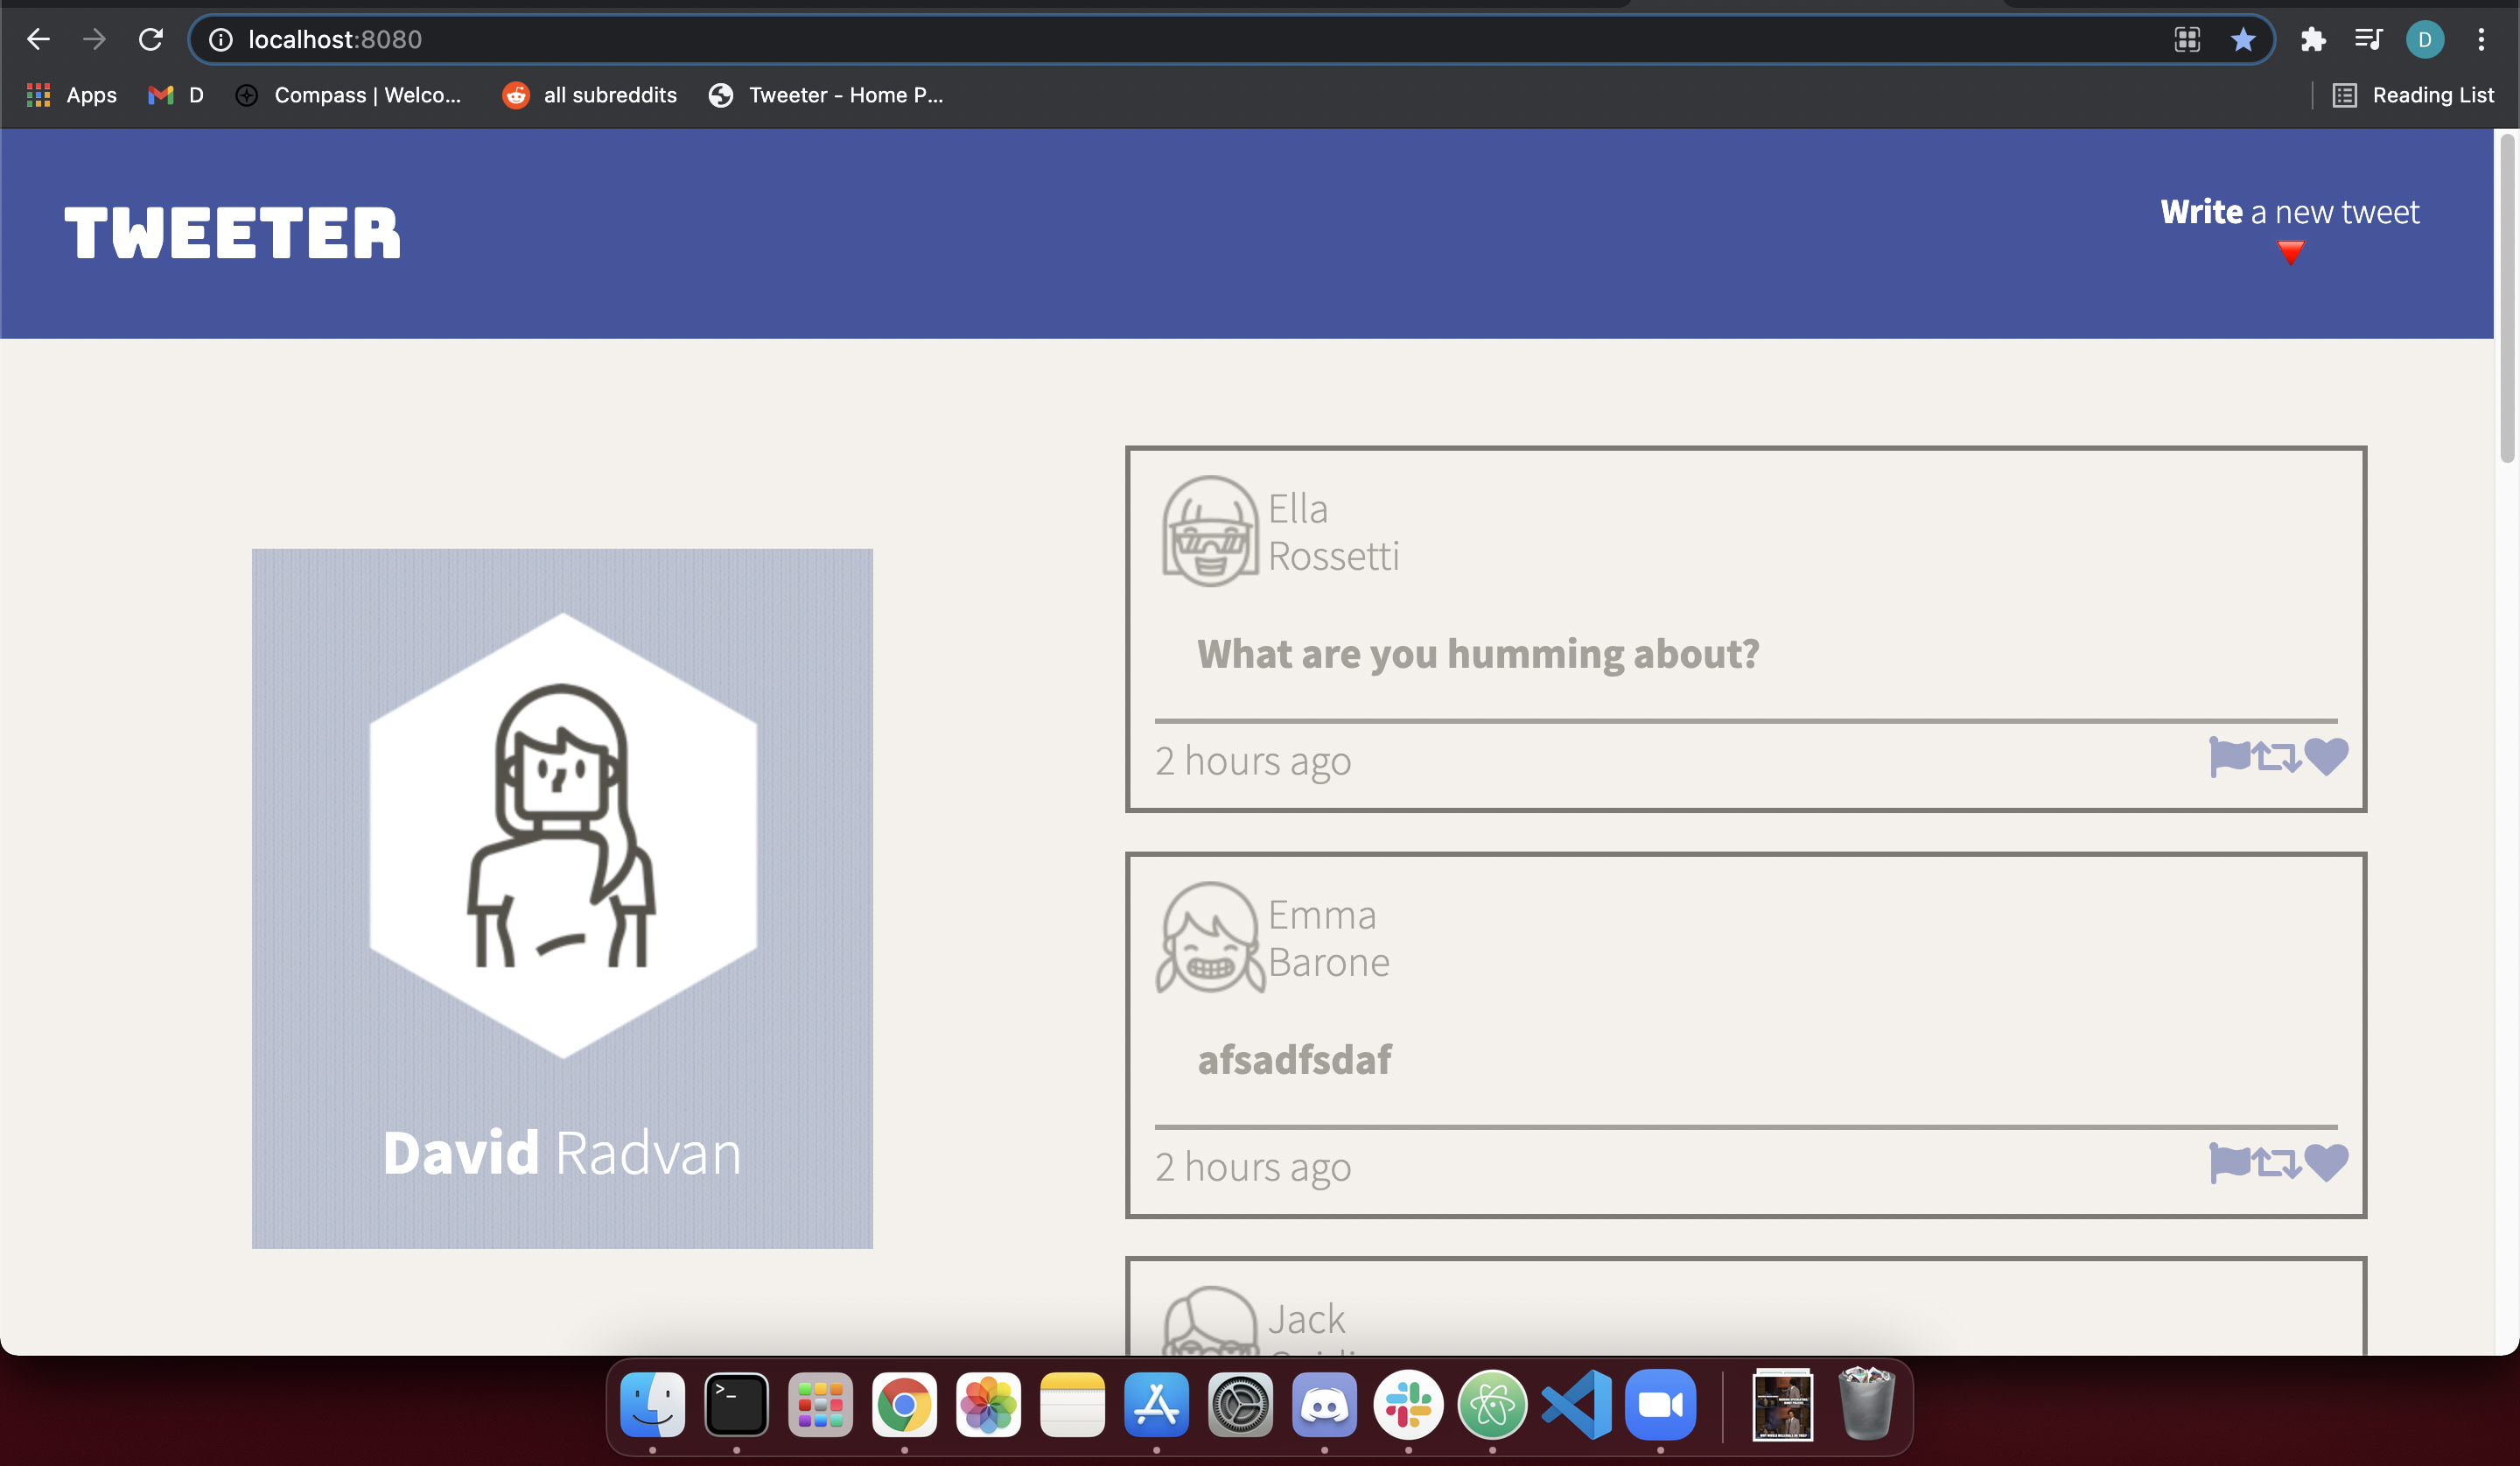 localhost:8080
Apps
D
Compass | Welco...
all subreddits
Tweeter - Home P...
Reading List
D
TWEETER
Write a new tweet
Ella
Rossetti
What are you humming about?
2 hours ago
Emma
Barone
afsadfsdaf
2 hours ago
David Radvan
Jack